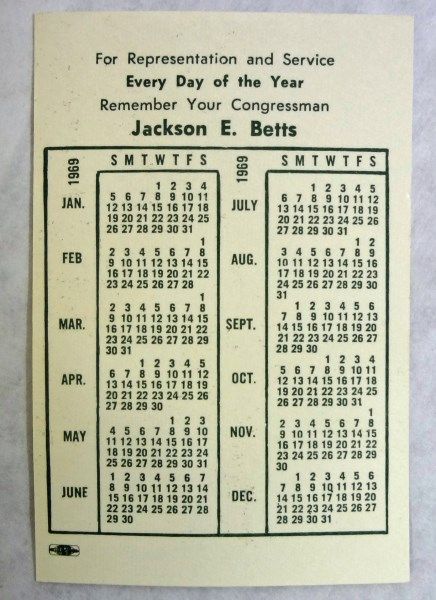 For Representation and Service
Every Day of the Year
Remember Your Congressman
Jackson E. Betts
1969
S M T W T F S
JAN.
1 2 3 4
5 6 7 8 9 10 11
12 13 14 15 16 17 18
19 20 21 22 23 24 25
26 27 28 29 30 31
FEB
1
2 3 4 5 6 7 8
9 10 11 12 13 14 15
16 17 18 19 20 21 22
23 24 25 26 27 28
MAR.
1
2 3 4 5 6 7 8
9 10 11 12 13 14 15
16 17 18 19 20 21 22
23 24 25 26 27 28 29
30 31
APR.
1 2 3 4 5
6 7 8 9 10 11 12
13 14 15 16 17 18 19
20 21 22 23 24 25 26
27 28 29 30
MAY
1 2 3
4 5 6 7 8 9 10
11 12 13 14 15 16 17
18 19 20 21 22 23 24
25 26 27 28 29 30 31
JUNE
1 2 3 4 5 6 7
8 9 10 11 12 13 14
15 16 17 18 19 20 21
22 23 24 25 26 27 28
29 30
1969
S M T W T F S
JULY
1 2 3 4 5
6 7 8 9 10 11 12
13 14 15 16 17 18 19
20 21 22 23 24 25 26
27 28 29 30 31
AUG.
1 2
3 4 5 6 7 8 9
10 11 12 13 14 15 16
17 18 19 20 21 22 23
24 25 26 27 28 29 30
31
SEPT.
1 2 3 4 5 6
7 8 9 10 11 12 13
14 15 16 17 18 19 20
21 22 23 24 25 26 27
28 29 30
OCT.
1 2 3 4
5 6 7 8 9 10 11
12 13 14 15 16 17 18
19 20 21 22 23 24 25
26 27 28 29 30 31
NOV.
1
2 3 4 5 6 7 8
9 10 11 12 13 14 15
16 17 18 19 20 21 22
23 24 25 26 27 28 29
30
DEC.
1 2 3 4 5 6
7 8 9 10 11 12 13
14 15 16 17 18 19 20
21 22 23 24 25 26 27
28 29 30 31